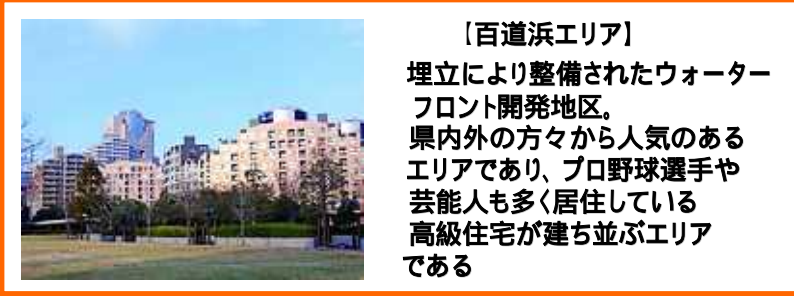 【百道浜エリア】
埋立により整備されたウォーター
フロント開発地区。
県内外の方々から人気のある
エリアであり、プロ野球選手や
芸能人も多く居住している
高級住宅が建ち並ぶエリア
である